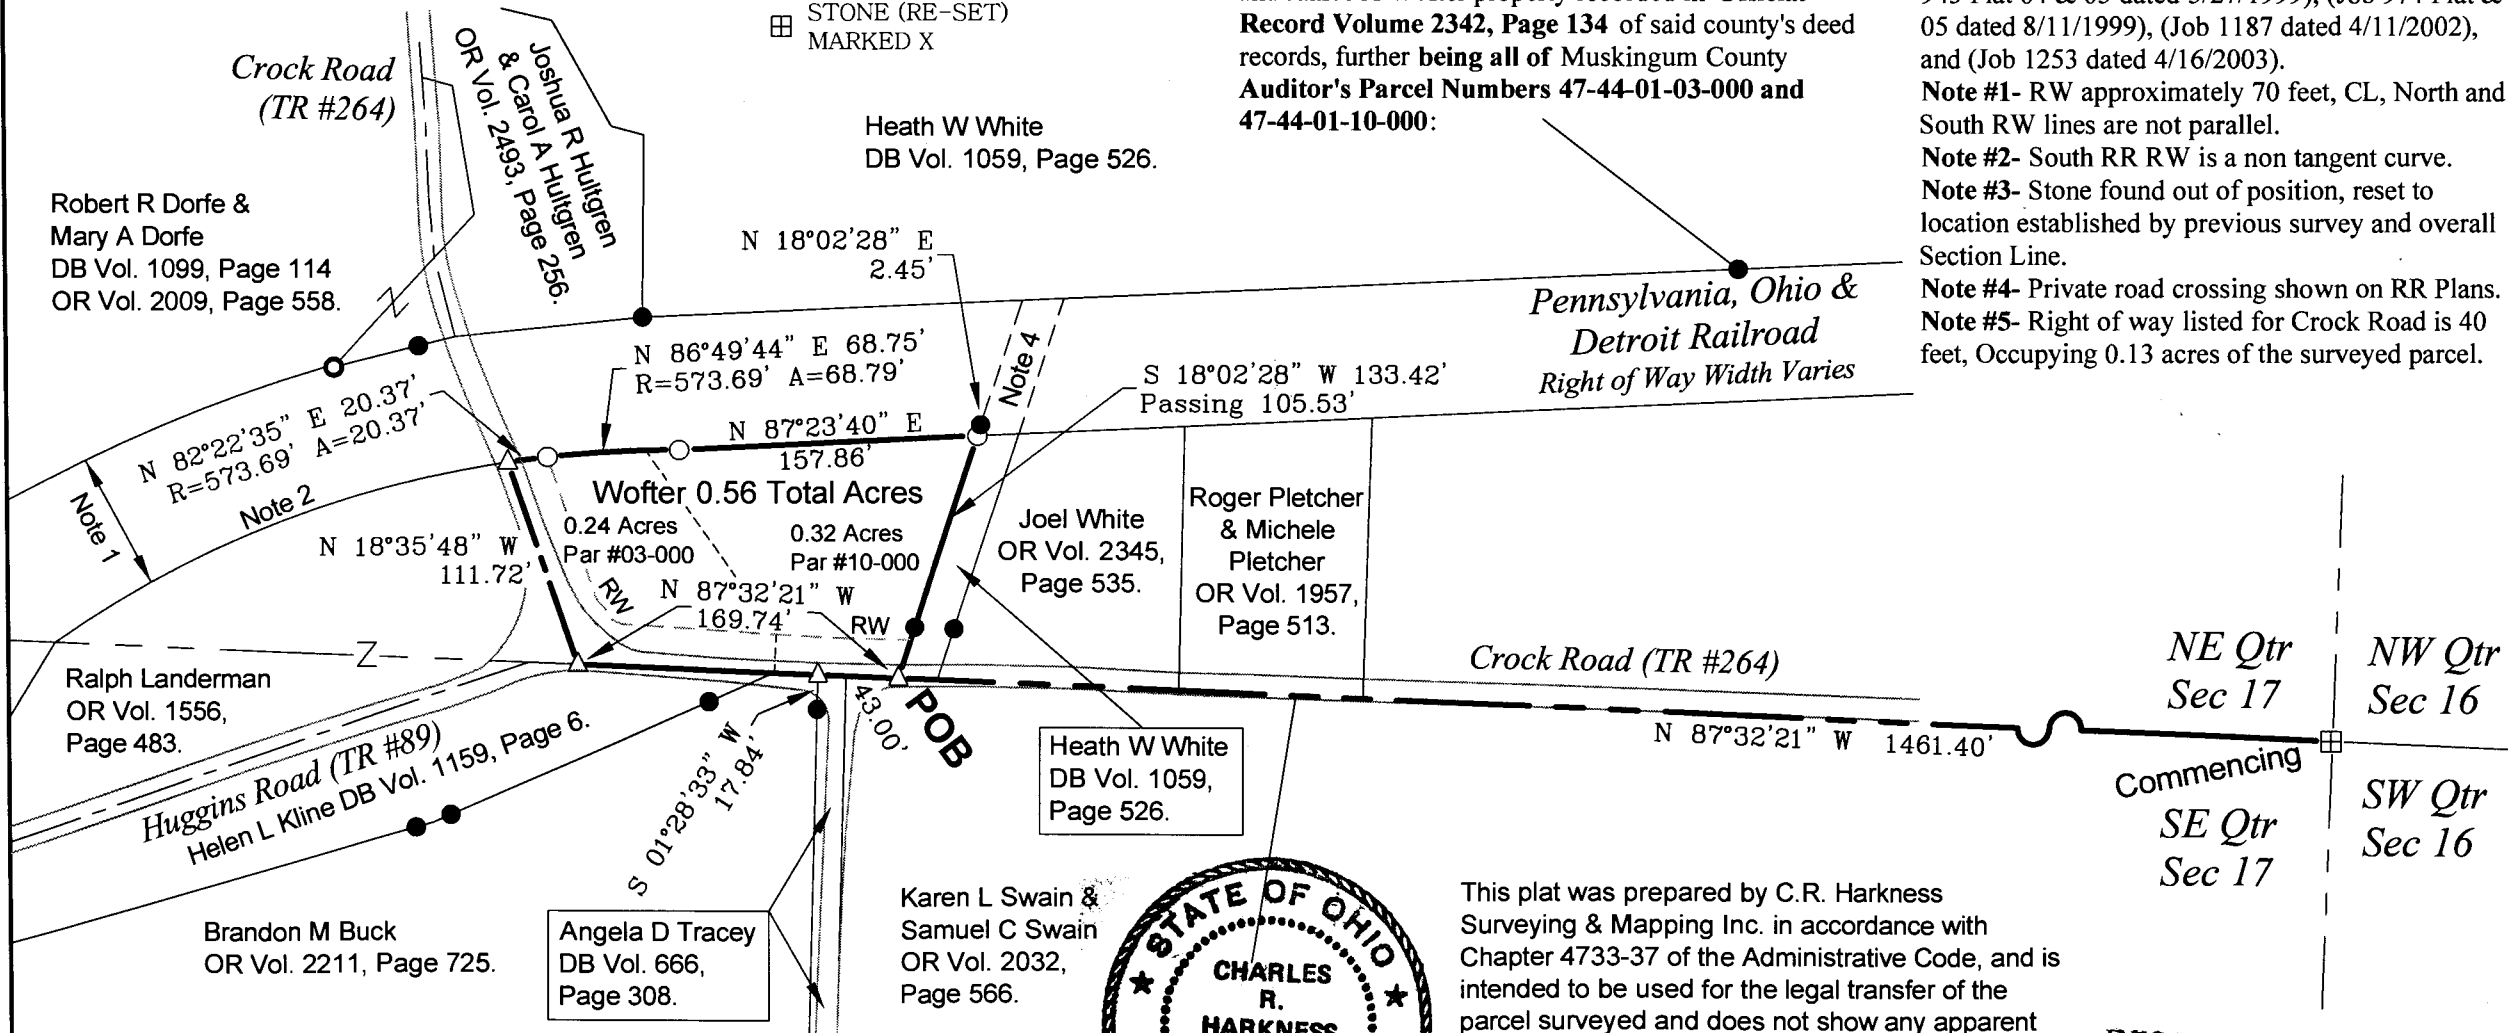 STONE (RE-SET)
MARKED X
Record Volume 2342, Page 134 of said county's deed
records, further being all of Muskingum County
Auditor's Parcel Numbers 47-44-01-03-000 and
47-44-01-10-000:
05 dated 8/11/1999), (Job 1187 dated 4/11/2002),
and (Job 1253 dated 4/16/2003).
Note #1- RW approximately 70 feet, CL, North and
South RW lines are not parallel.
Note #2- South RR RW is a non tangent curve.
Note #3- Stone found out of position, reset to
location established by previous survey and overall
Section Line.
Note #4- Private road crossing shown on RR Plans.
Note #5- Right of way listed for Crock Road is 40
feet, Occupying 0.13 acres of the surveyed parcel.
Crock Road
(TR #264)
Joshua R Hultgren
& Carol A Hultgren
OR Vol. 2493, Page 256.
Heath W White
DB Vol. 1059, Page 526.
Robert R Dorfe &
Mary A Dorfe
DB Vol. 1099, Page 114
OR Vol. 2009, Page 558.
N 18°02'28" E
2.45'
Pennsylvania, Ohio &
Detroit Railroad
Right of Way Width Varies
N 86°49'44" E 68.75'
R=573.69' A=68.79'
Note 4
S 18°02'28" W 133.42'
Passing 105.53'
N 82°22'35" E 20.37'
R=573.69' A=20.37'
N 87°23'40" E
157.86'
Note 1
Note 2
Wofter 0.56 Total Acres
0.24 Acres
Par #03-000
0.32 Acres
Par #10-000
Joel White
OR Vol. 2345,
Page 535.
Roger Pletcher
& Michele
Pletcher
OR Vol. 1957,
Page 513.
N 18°35'48" W
111.72'
RW
N 87°32'21" W
169.74'
RW
Z
Crock Road (TR #264)
NE Qtr
Sec 17
NW Qtr
Sec 16
Ralph Landerman
OR Vol. 1556,
Page 483.
43.00'
POB
N 87°32'21" W 1461.40'
Commencing
Huggins Road (TR #89)
Helen L Kline DB Vol. 1159, Page 6.
S 01°28'33" W
17.84'
Heath W White
DB Vol. 1059,
Page 526.
SE Qtr
Sec 17
SW Qtr
Sec 16
Brandon M Buck
OR Vol. 2211, Page 725.
Angela D Tracey
DB Vol. 666,
Page 308.
Karen L Swain &
Samuel C Swain
OR Vol. 2032,
Page 566.
STATE OF OHIO
CHARLES
R.
HARKNESS
This plat was prepared by C.R. Harkness
Surveying & Mapping Inc. in accordance with
Chapter 4733-37 of the Administrative Code, and is
intended to be used for the legal transfer of the
parcel surveyed and does not show any apparent